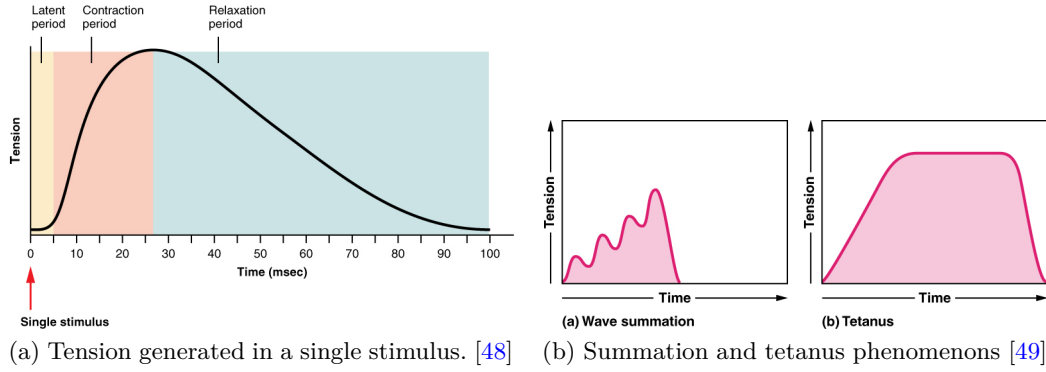 Latent period
Contraction period
Relaxation period
Tension
0 10 20 30 40 50 60 70 80 90 100
Time (msec)
Single stimulus
(a) Tension generated in a single stimulus. [48]
Tension
Time
(a) Wave summation
Tension
Time
(b) Tetanus
(b) Summation and tetanus phenomenons [49]